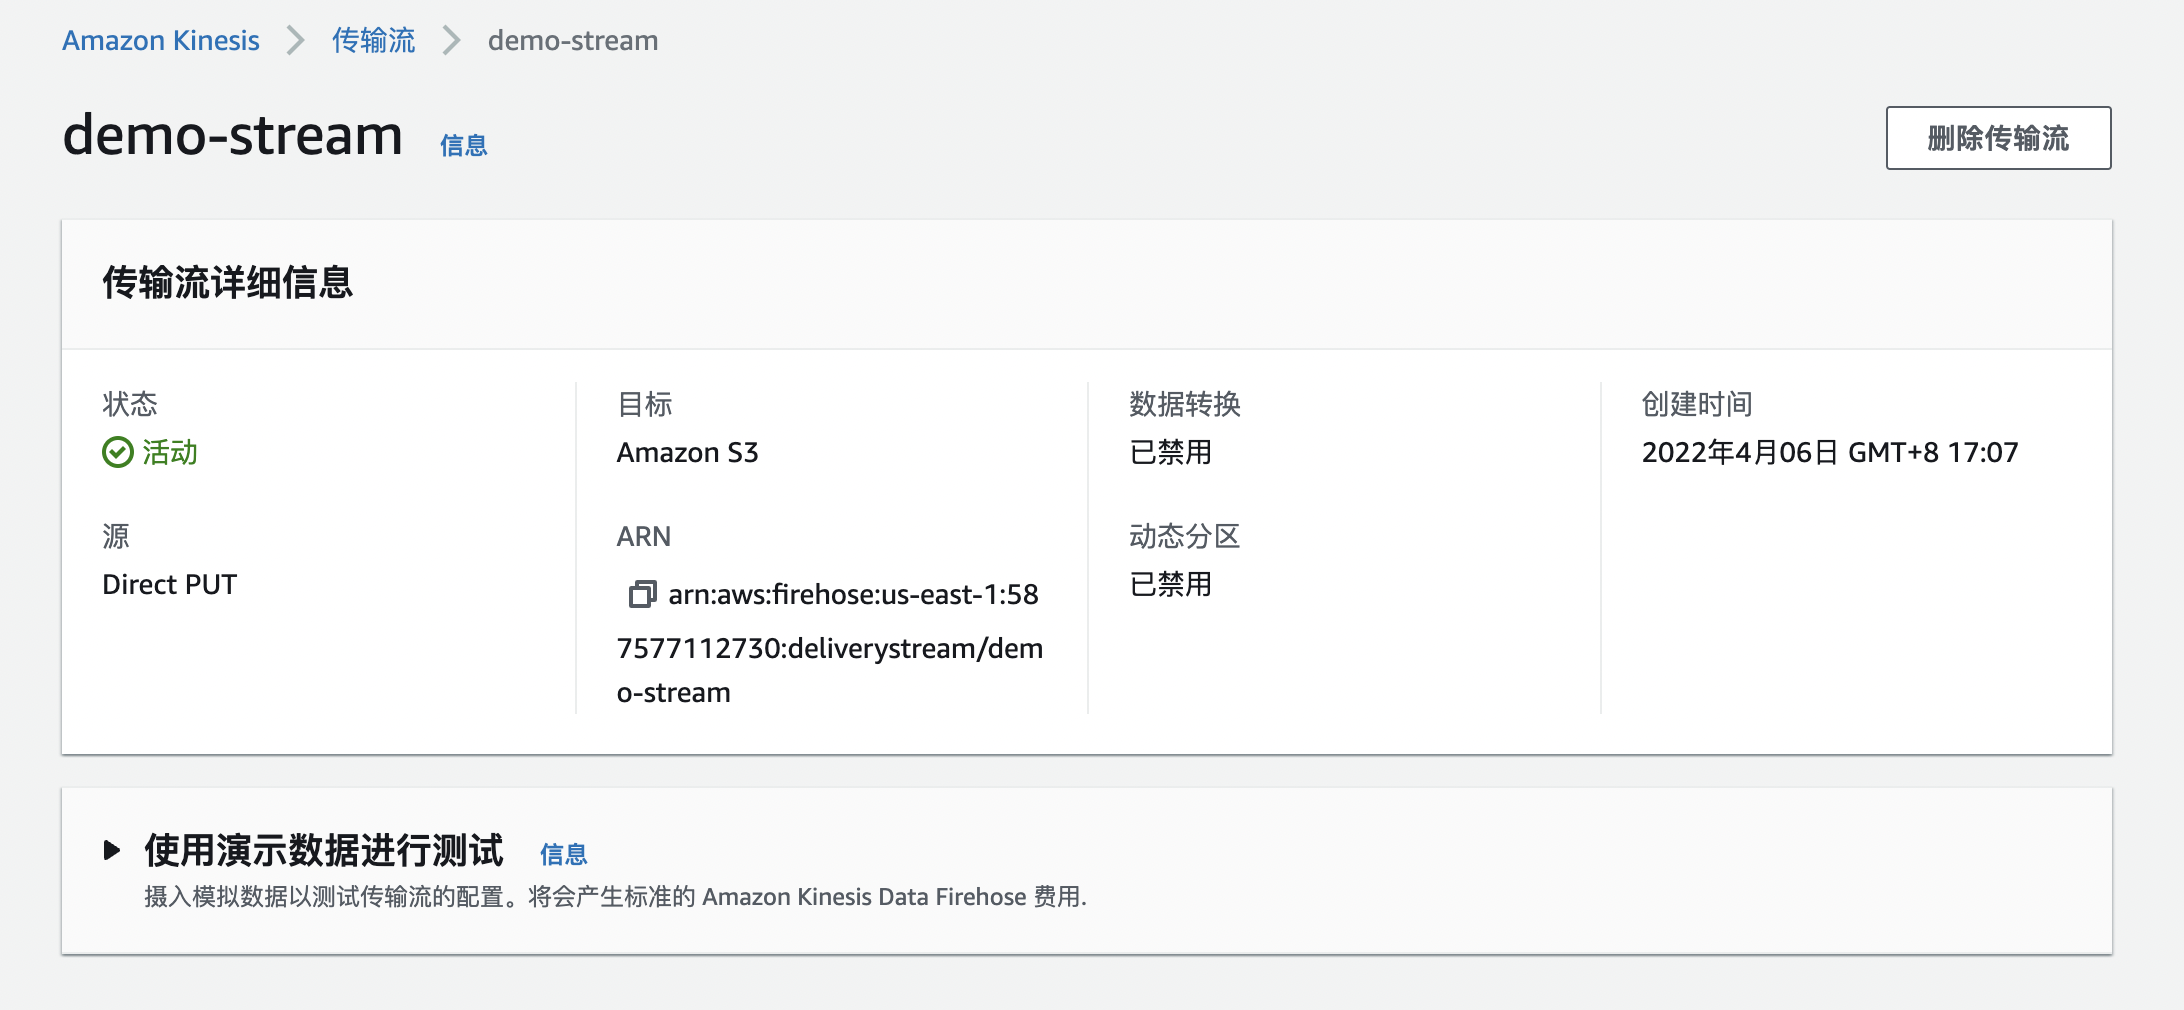 Amazon Kinesis > 传输流 > demo-stream
demo-stream 信息
删除传输流
传输流详细信息
状态
活动
源
Direct PUT
目标
Amazon S3
ARN
arn:aws:firehose:us-east-1:58
7577112730:deliverystream/dem
o-stream
数据转换
已禁用
动态分区
已禁用
创建时间
2022年4月06日 GMT+8 17:07
使用演示数据进行测试 信息
摄入模拟数据以测试传输流的配置。将会产生标准的 Amazon Kinesis Data Firehose 费用.